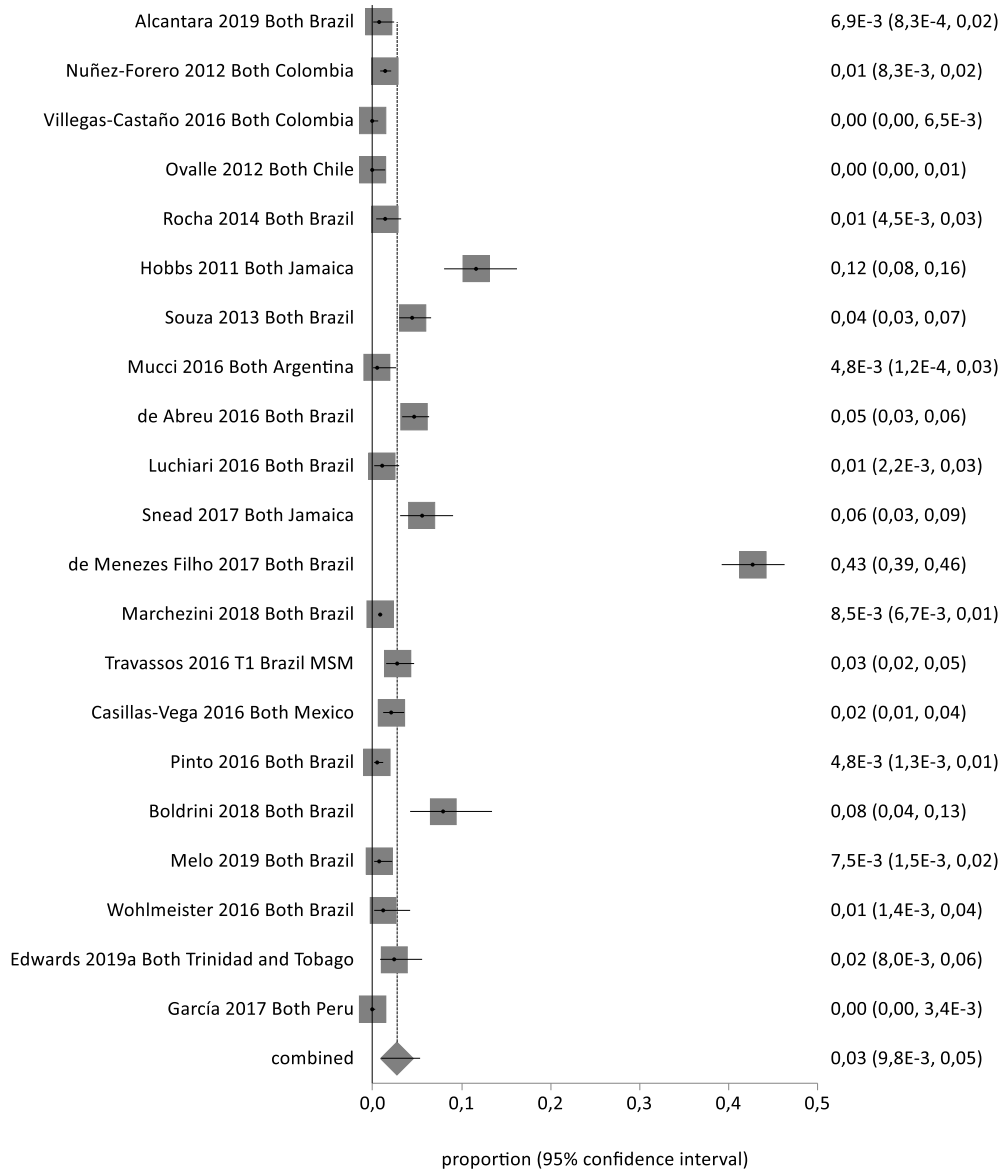 Alcantara 2019 Both Brazil 6,9E-3 (8,3E-4, 0,02)
Nuñez-Forero 2012 Both Colombia 0,01 (8,3E-3, 0,02)
Villegas-Castaño 2016 Both Colombia 0,00 (0,00, 6,5E-3)
Ovalle 2012 Both Chile 0,00 (0,00, 0,01)
Rocha 2014 Both Brazil 0,01 (4,5E-3, 0,03)
Hobbs 2011 Both Jamaica 0,12 (0,08, 0,16)
Souza 2013 Both Brazil 0,04 (0,03, 0,07)
Mucci 2016 Both Argentina 4,8E-3 (1,2E-4, 0,03)
de Abreu 2016 Both Brazil 0,05 (0,03, 0,06)
Luchiari 2016 Both Brazil 0,01 (2,2E-3, 0,03)
Snead 2017 Both Jamaica 0,06 (0,03, 0,09)
de Menezes Filho 2017 Both Brazil 0,43 (0,39, 0,46)
Marchezini 2018 Both Brazil 8,5E-3 (6,7E-3, 0,01)
Travassos 2016 T1 Brazil MSM 0,03 (0,02, 0,05)
Casillas-Vega 2016 Both Mexico 0,02 (0,01, 0,04)
Pinto 2016 Both Brazil 4,8E-3 (1,3E-3, 0,01)
Boldrini 2018 Both Brazil 0,08 (0,04, 0,13)
Melo 2019 Both Brazil 7,5E-3 (1,5E-3, 0,02)
Wohlmeister 2016 Both Brazil 0,01 (1,4E-3, 0,04)
Edwards 2019a Both Trinidad and Tobago 0,02 (8,0E-3, 0,06)
García 2017 Both Peru 0,00 (0,00, 3,4E-3)
combined 0,03 (9,8E-3, 0,05)
0,0 0,1 0,2 0,3 0,4 0,5
proportion (95% confidence interval)